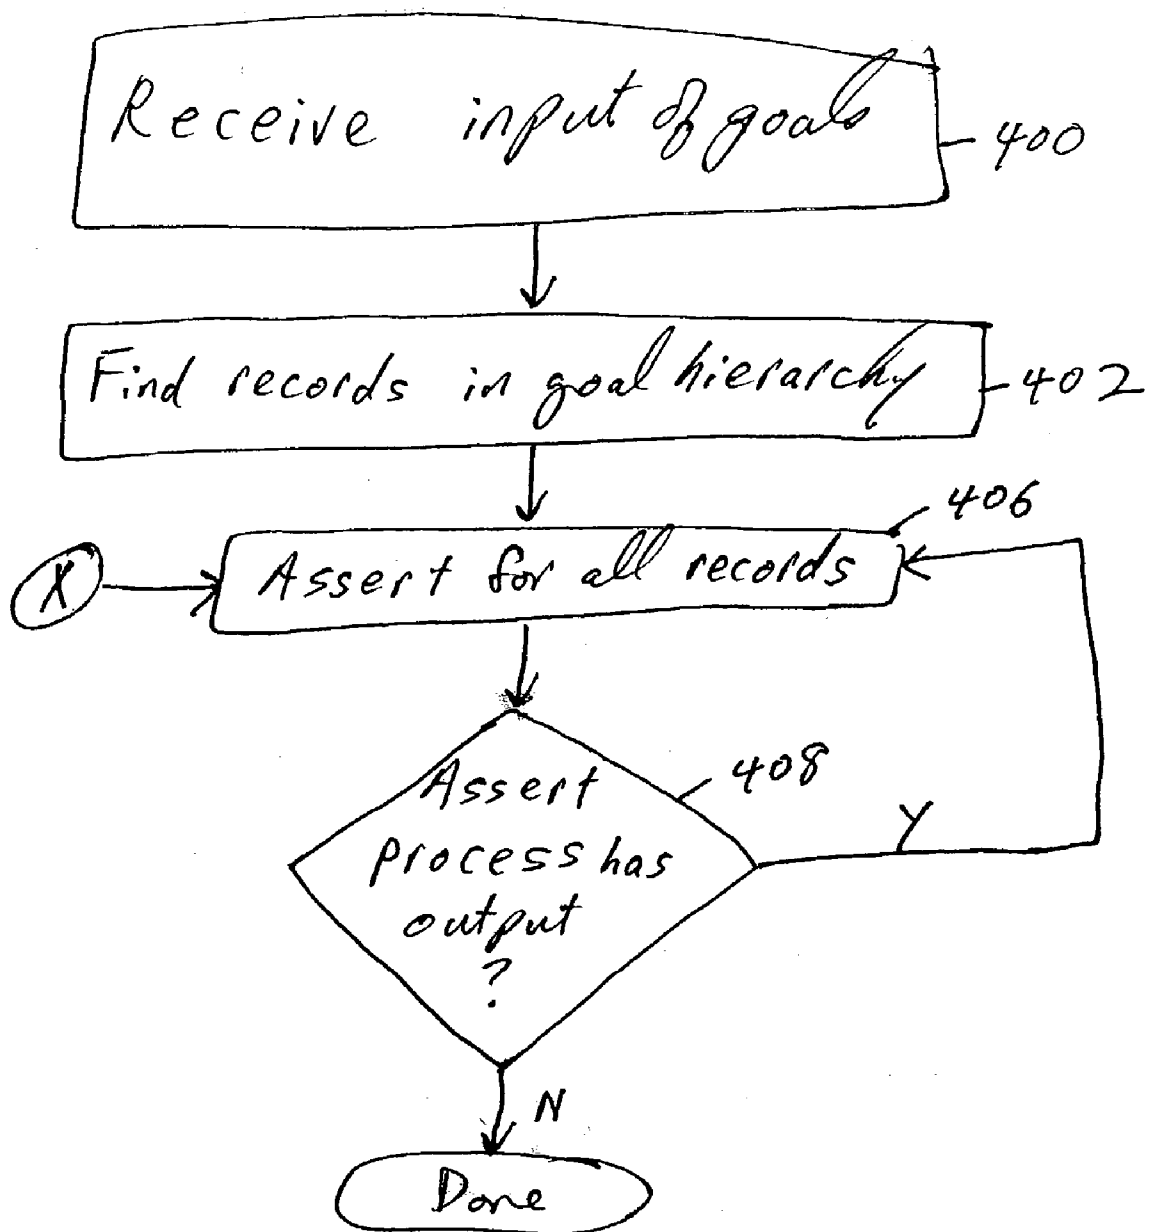 Receive input of goals
400
Find records in goal hierarchy
402
406
X
Assert for all records
408
Assert
process has
output
?
Y
N
Done